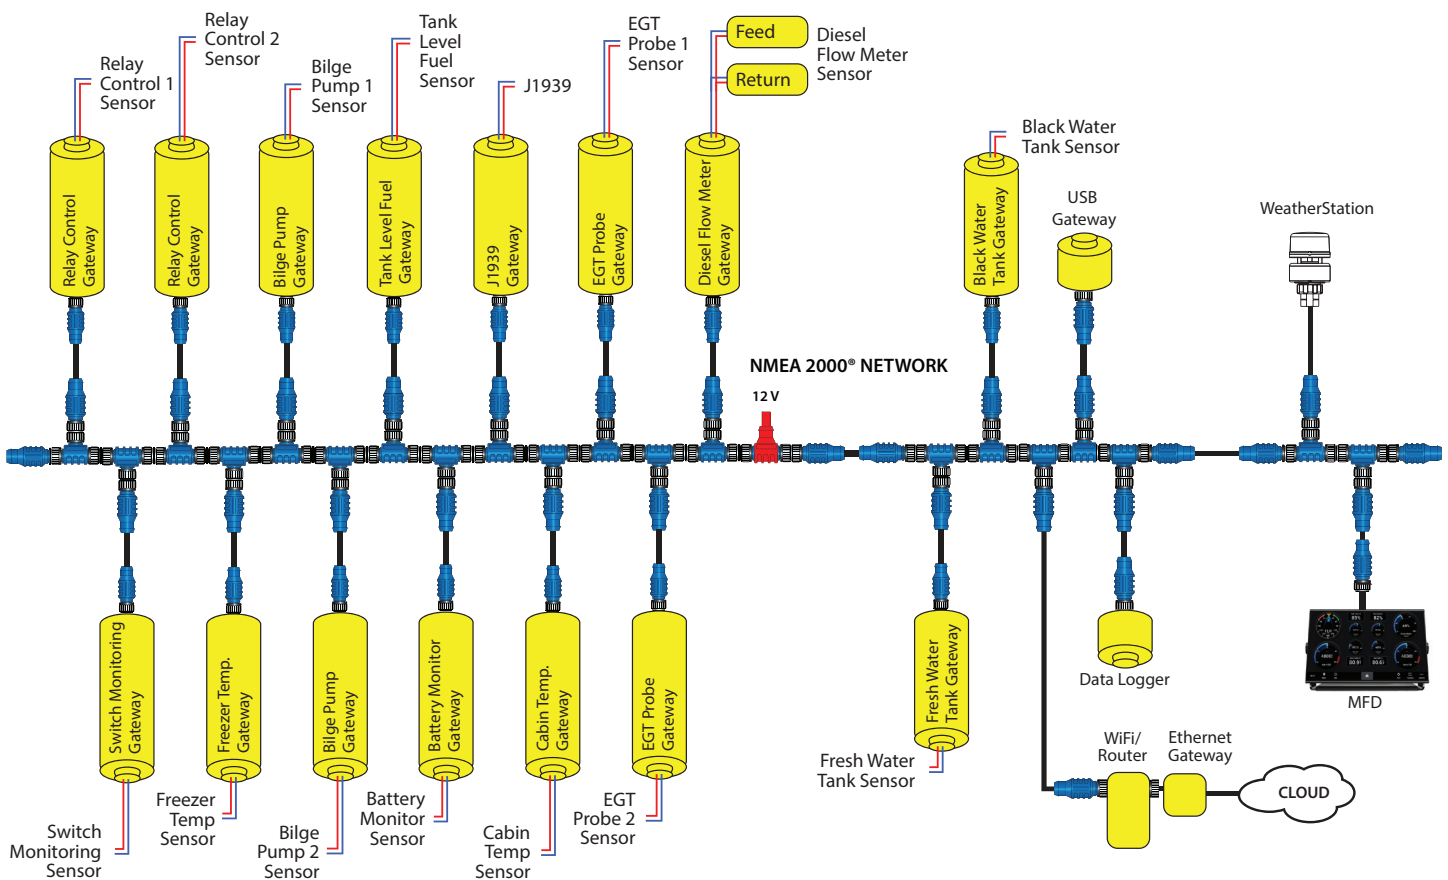 Relay
Control 1
Sensor
Relay
Control 2
Sensor
Bilge
Pump 1
Sensor
Tank
Level
Fuel
Sensor
J1939
EGT
Probe 1
Sensor
Feed
Return
Diesel
Flow Meter
Sensor
Black Water
Tank Sensor
USB
Gateway
WeatherStation
Relay Control
Gateway
Relay Control
Gateway
Bilge Pump
Gateway
Tank Level Fuel
Gateway
J1939
Gateway
EGT Probe
Gateway
Diesel Flow Meter
Gateway
Black Water
Tank Gateway
NMEA 2000® NETWORK
12 V
Switch Monitoring
Gateway
Freezer Temp.
Gateway
Bilge Pump
Gateway
Battery Monitor
Gateway
Cabin Temp.
Gateway
EGT Probe
Gateway
Fresh Water
Tank Gateway
Data Logger
MFD
Switch
Monitoring
Sensor
Freezer
Temp
Sensor
Bilge
Pump 2
Sensor
Battery
Monitor
Sensor
Cabin
Temp
Sensor
EGT
Probe 2
Sensor
Fresh Water
Tank Sensor
WiFi/
Router
Ethernet
Gateway
CLOUD